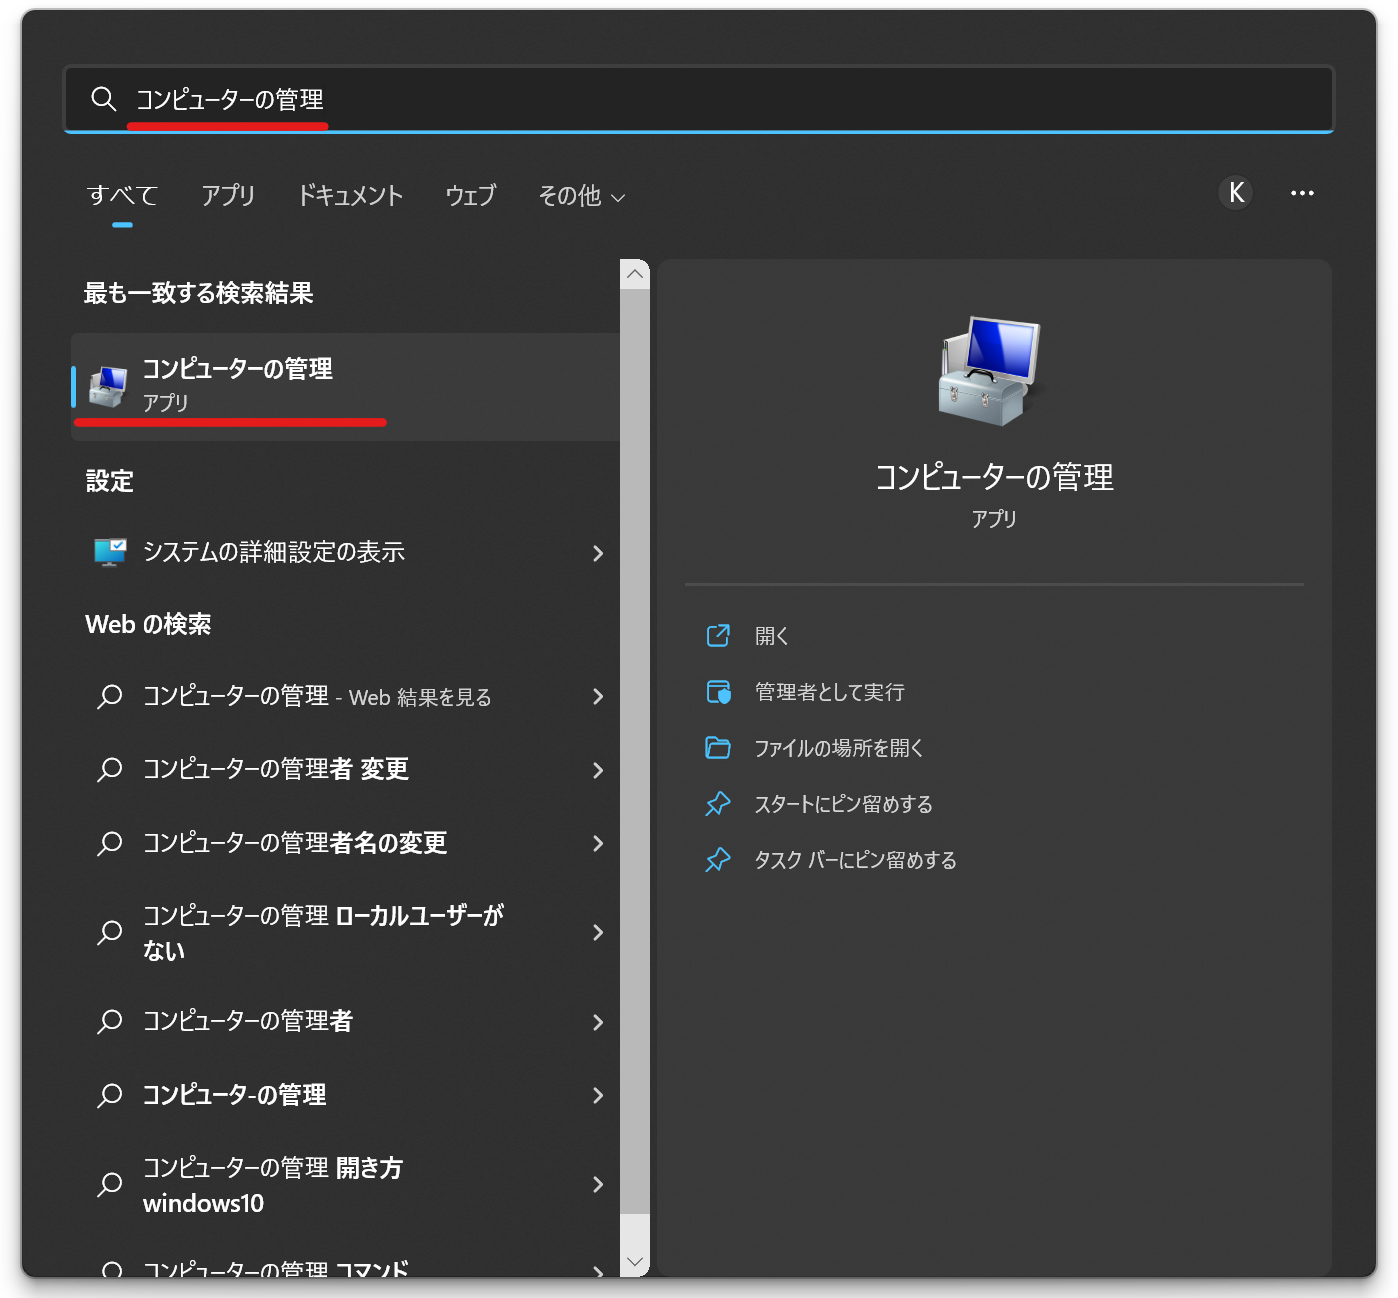 コンピューターの管理
すべて アプリ ドキュメント ウェブ その他 K ...
最も一致する検索結果
コンピューターの管理
アプリ
設定
システムの詳細設定の表示
Web の検索
コンピューターの管理 - Web 結果を見る
コンピューターの管理者 変更
コンピューターの管理者名の変更
コンピューターの管理 ローカルユーザーが
ない
コンピューターの管理者
コンピュータ-の管理
コンピューターの管理 開き方
windows10
コンピューターの管理 コマンド
コンピューターの管理
アプリ
開く
管理者として実行
ファイルの場所を開く
スタートにピン留めする
タスク バーにピン留めする